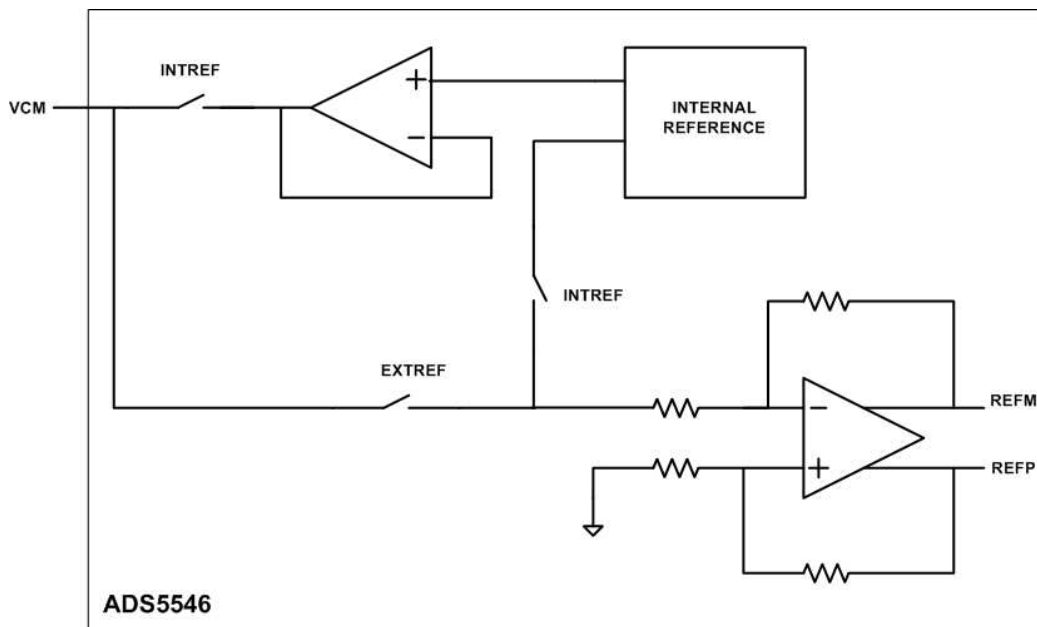 INTREF
VCM
+
−
INTERNAL
REFERENCE
INTREF
EXTREF
−
+
REFM
REFP
ADS5546